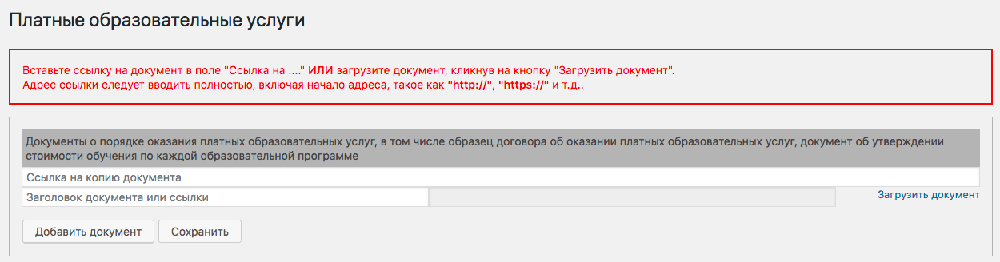 Платные образовательные услуги
Вставьте ссылку на документ в поле "Ссылка на ...." ИЛИ загрузите документ, кликнув на кнопку "Загрузить документ".
Адрес ссылки следует вводить полностью, включая начало адреса, такое как "http://", "https://" и т.д..
Документы о порядке оказания платных образовательных услуг, в том числе образец договора об оказании платных образовательных услуг, документ об утверждении
стоимости обучения по каждой образовательной программе
Ссылка на копию документа
Заголовок документа или ссылки
Загрузить документ
Добавить документ
Сохранить